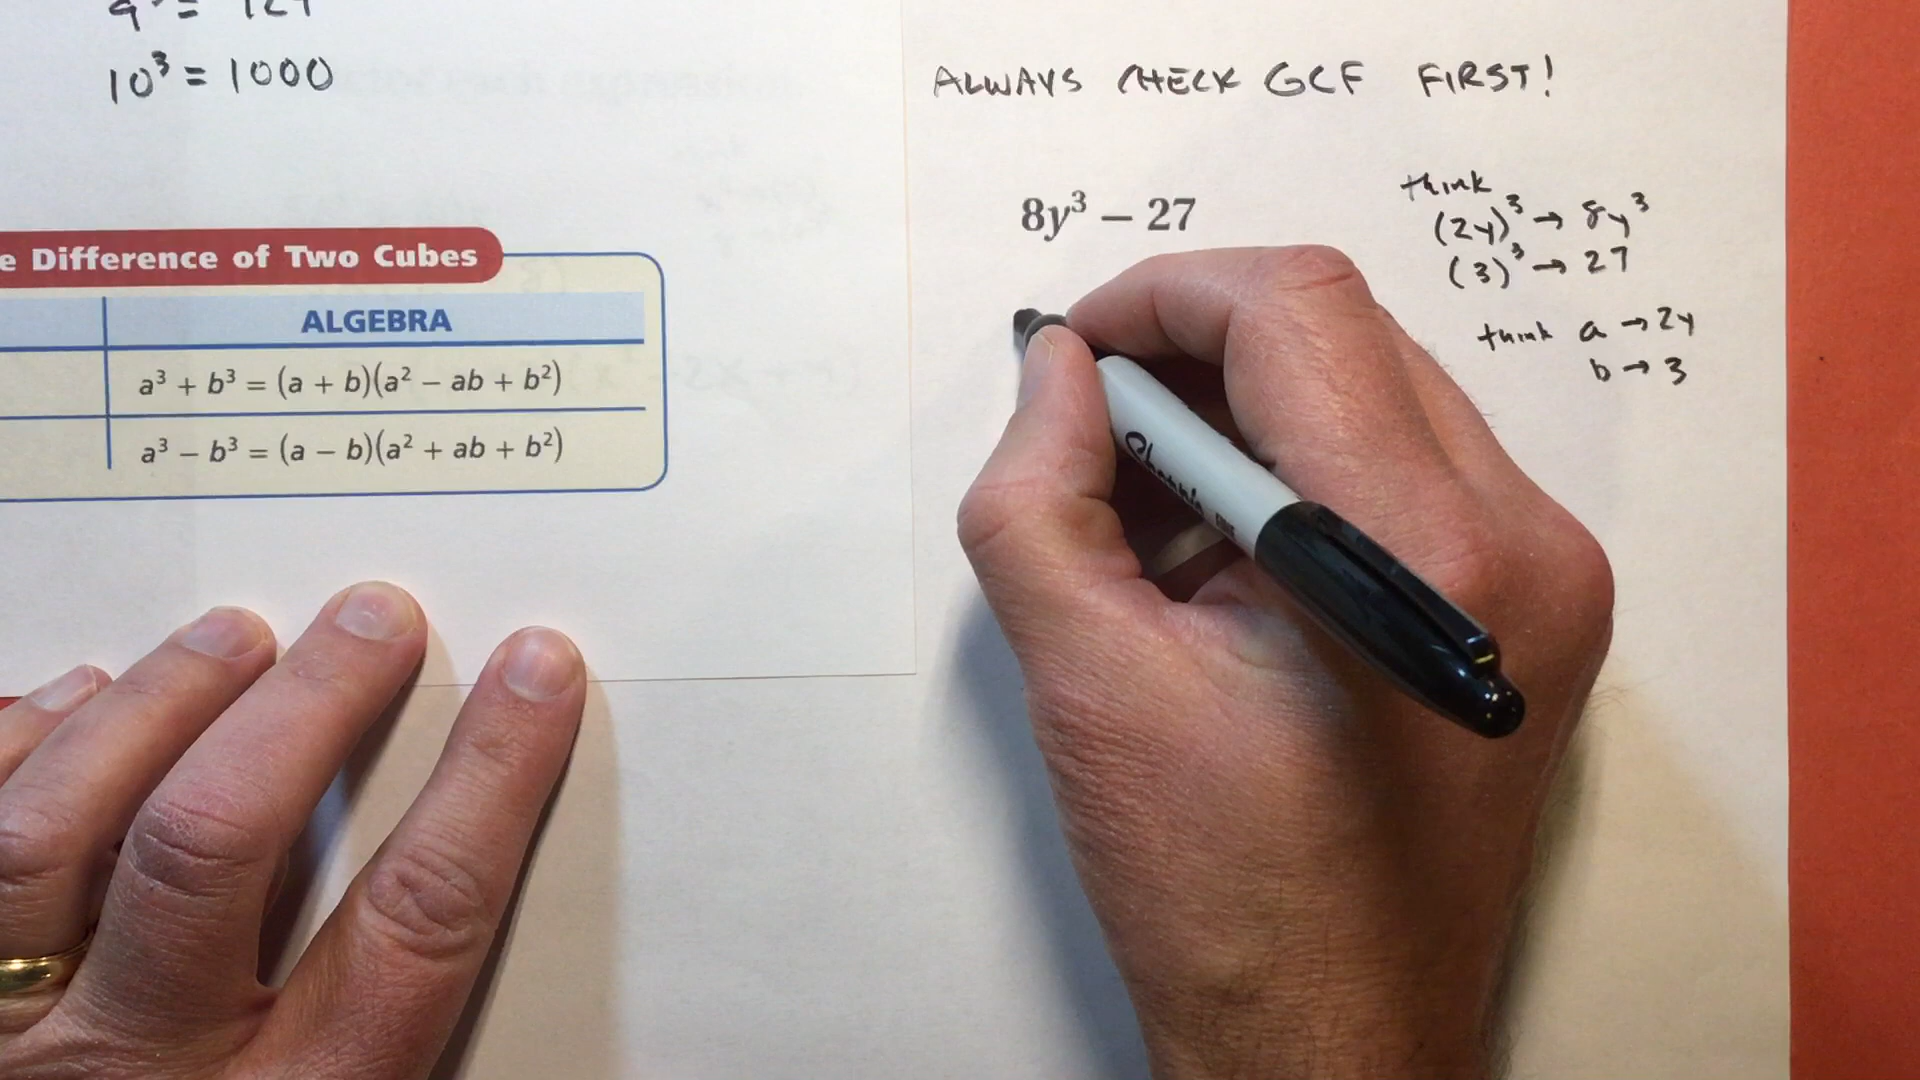 10³ = 1000
e Difference of Two Cubes
ALGEBRA
a³ + b³ = (a + b)(a² − ab + b²)
a³ − b³ = (a − b)(a² + ab + b²)
ALWAYS CHECK GCF FIRST!
8y³ − 27
think
(2y)³ → 8y³
(3)³ → 27
think a → 2y
b → 3
Sharpie